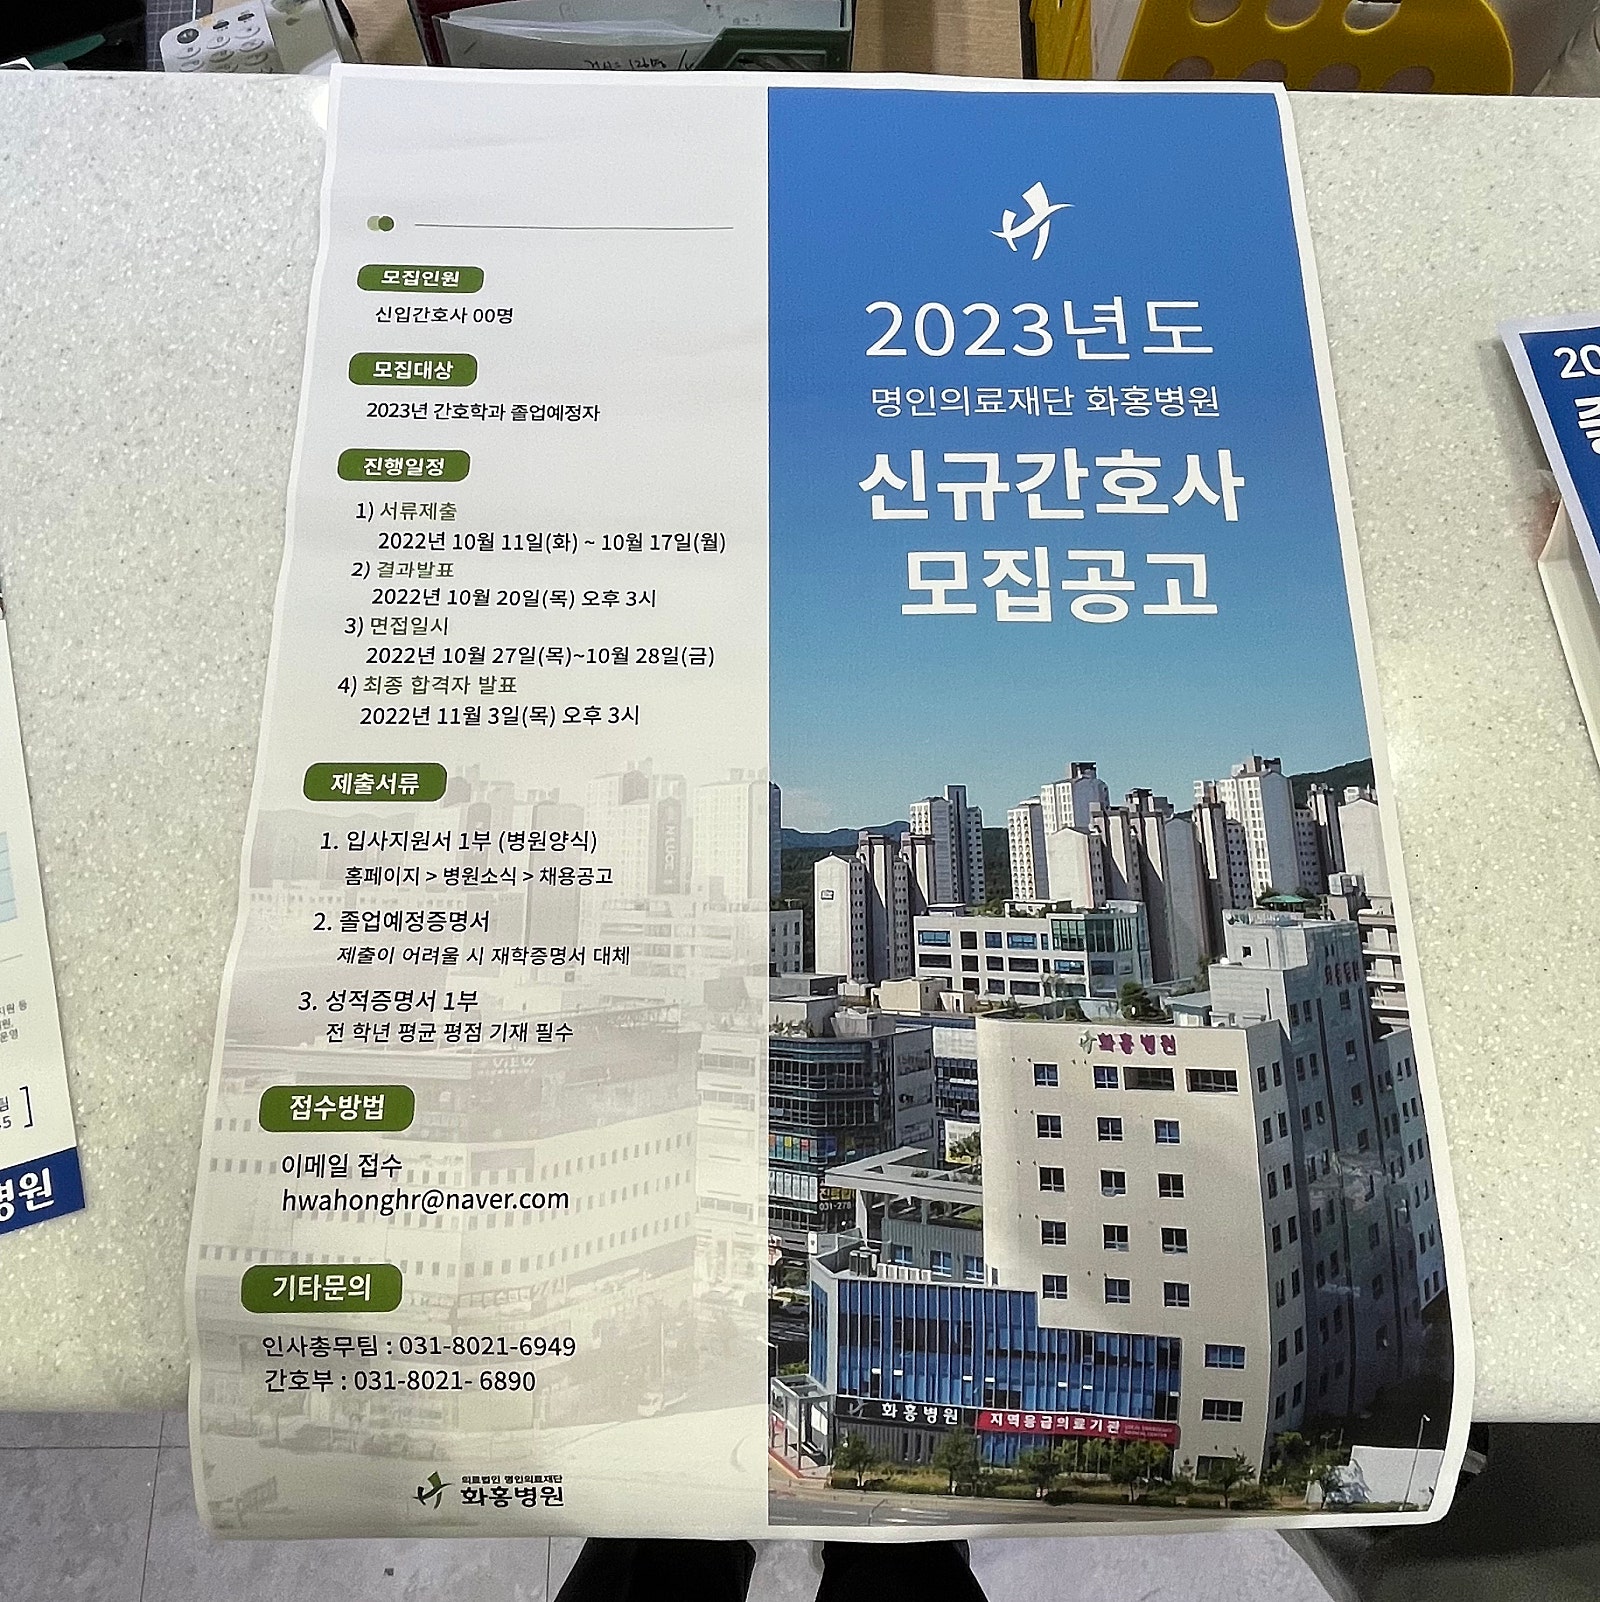 모집인원
신입간호사 00명
모집대상
2023년 간호학과 졸업예정자
진행일정
1) 서류제출
2022년 10월 11일(화) ~ 10월 17일(월)
2) 결과발표
2022년 10월 20일(목) 오후 3시
3) 면접일시
2022년 10월 27일(목)~10월 28일(금)
4) 최종 합격자 발표
2022년 11월 3일(목) 오후 3시
제출서류
1. 입사지원서 1부 (병원양식)
홈페이지 > 병원소식 > 채용공고
2. 졸업예정증명서
제출이 어려울 시 재학증명서 대체
3. 성적증명서 1부
전 학년 평균 평점 기재 필수
접수방법
이메일 접수
hwahonghr@naver.com
기타문의
인사총무팀 : 031-8021-6949
간호부 : 031-8021- 6890
의료법인 명인의료재단
화홍병원
2023년도
명인의료재단 화홍병원
신규간호사
모집공고
화홍병원
화홍병원
지역응급의료기관
20
병원